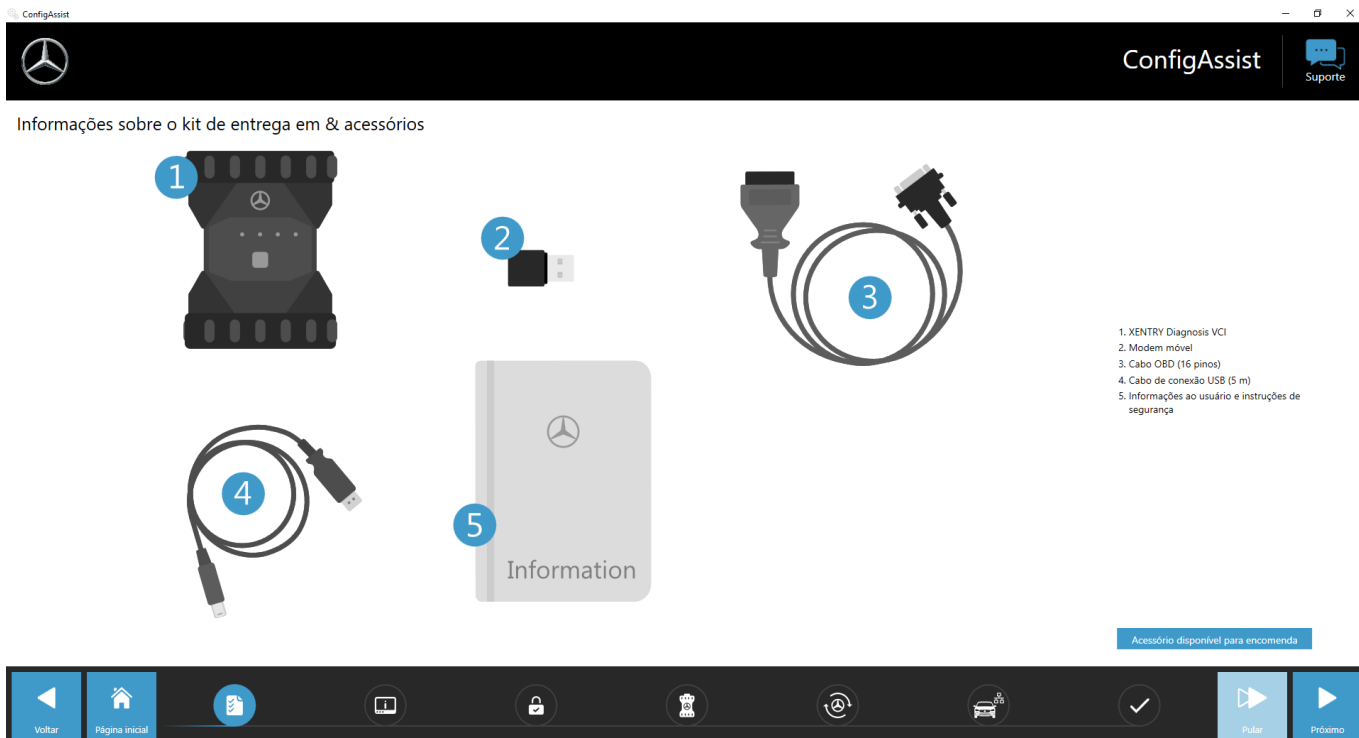 ConfigAssist
ConfigAssist
Suporte
Informações sobre o kit de entrega em & acessórios
1
2
3
4
5
Information
1. XENTRY Diagnosis VCI
2. Modem móvel
3. Cabo OBD (16 pinos)
4. Cabo de conexão USB (5 m)
5. Informações ao usuário e instruções de
segurança
Acessório disponível para encomenda
Voltar
Página inicial
Pular
Próximo